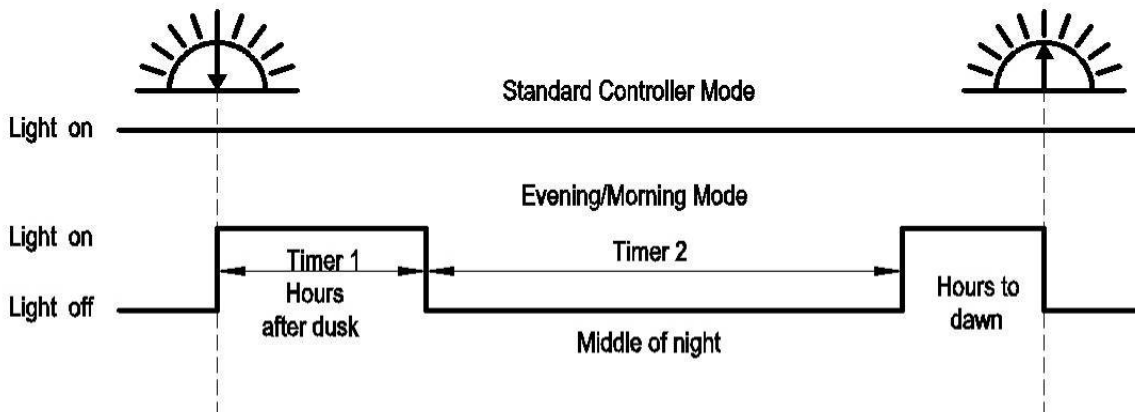 Standard Controller Mode
Light on
Evening/Morning Mode
Light on
Timer 1
Timer 2
Hours
after dusk
Hours to
dawn
Light off
Middle of night